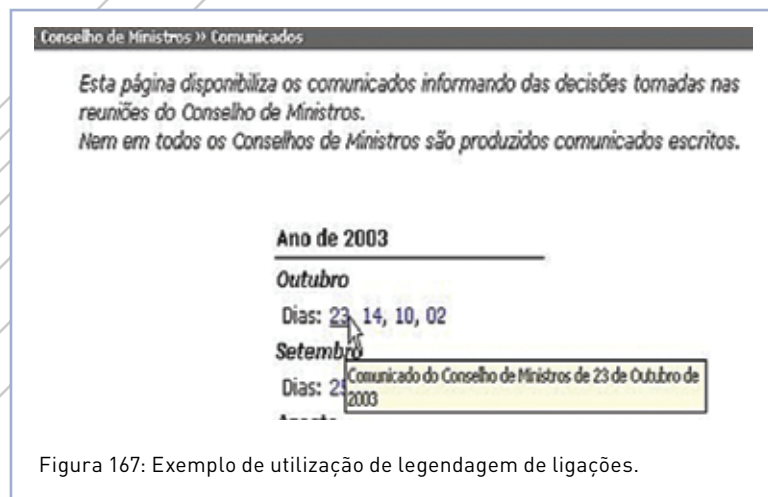 Conselho de Ministros » Comunicados
Esta página disponibiliza os comunicados informando das decisões tomadas nas
reuniões do Conselho de Ministros.
Nem em todos os Conselhos de Ministros são produzidos comunicados escritos.
Ano de 2003
Outubro
Dias: 23, 14, 10, 02
Setembro
Dias:
Comunicado do Conselho de Ministros de 23 de Outubro de
2003
Figura 167: Exemplo de utilização de legendagem de ligações.